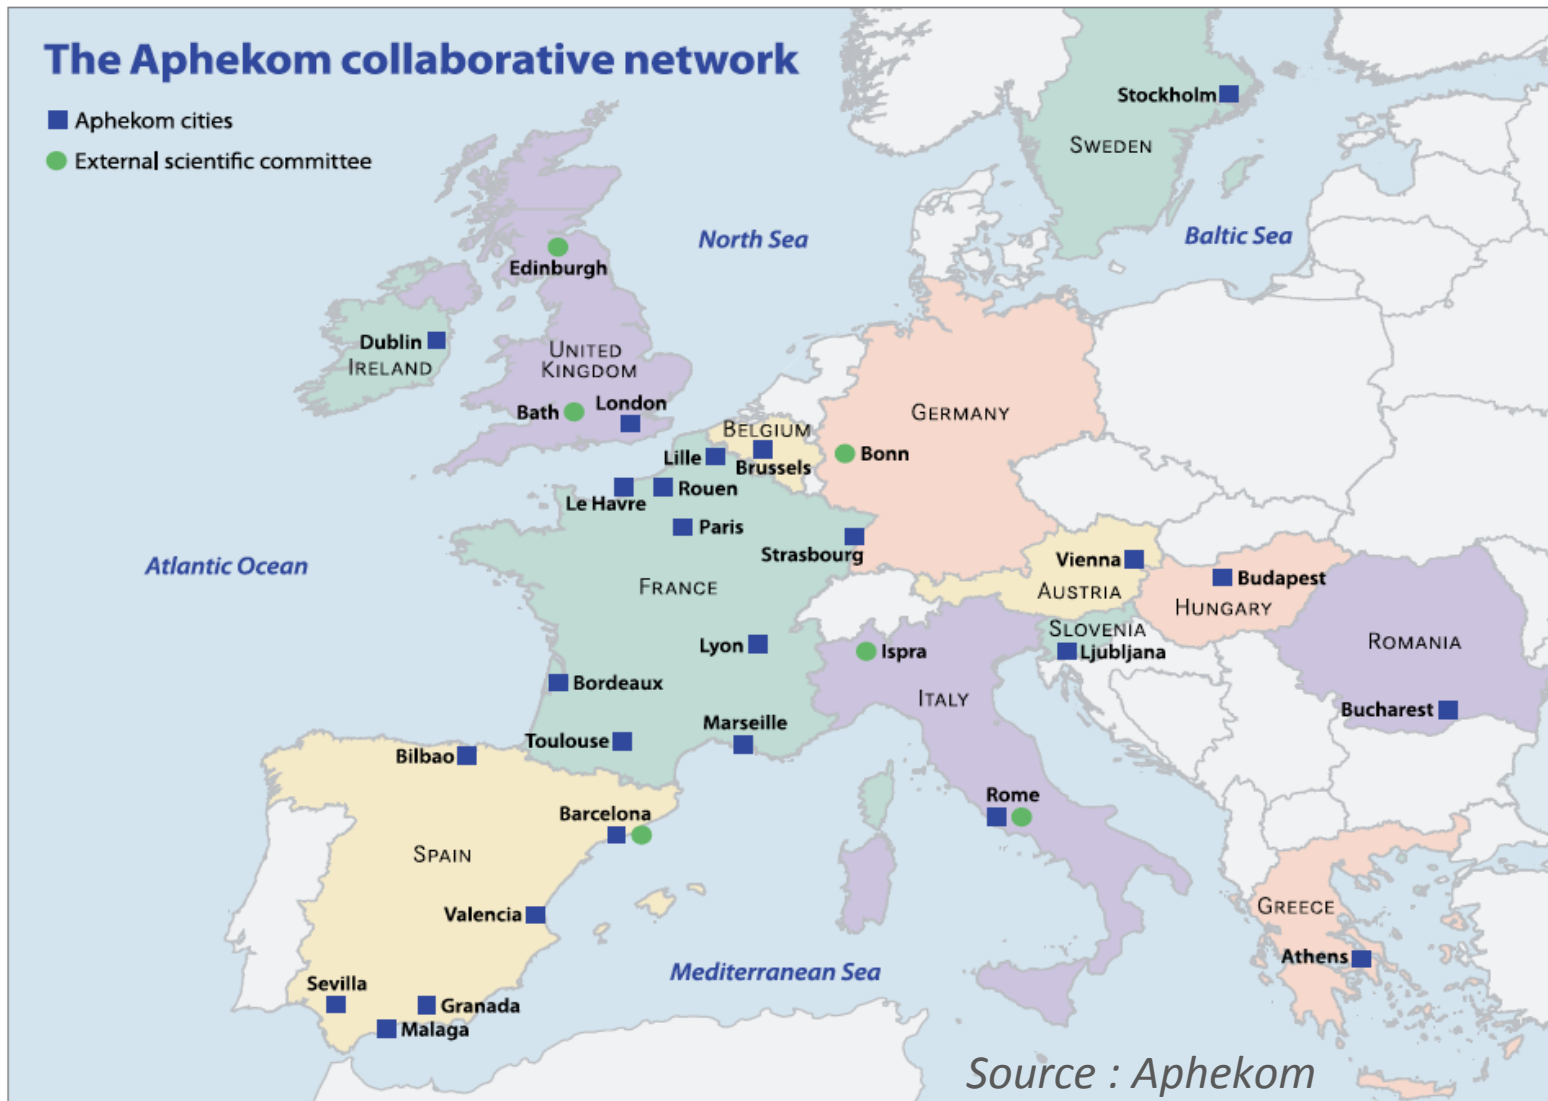 The Aphekom collaborative network
Aphekom cities
External scientific committee
Stockholm
SWEDEN
North Sea
Baltic Sea
Edinburgh
Dublin
IRELAND
UNITED
KINGDOM
Bath
London
GERMANY
BELGIUM
Brussels
Lille
Bonn
Le Havre
Rouen
Paris
Strasbourg
Atlantic Ocean
FRANCE
Vienna
AUSTRIA
Budapest
HUNGARY
SLOVENIA
Ljubljana
ROMANIA
Bucharest
Lyon
Ispra
ITALY
Bordeaux
Toulouse
Marseille
Bilbao
Barcelona
Rome
SPAIN
Valencia
GREECE
Athens
Mediterranean Sea
Sevilla
Granada
Malaga
Source : Aphekom